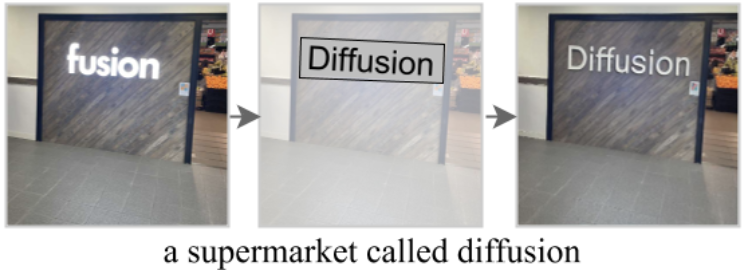 fusion
Diffusion
Diffusion
a supermarket called diffusion